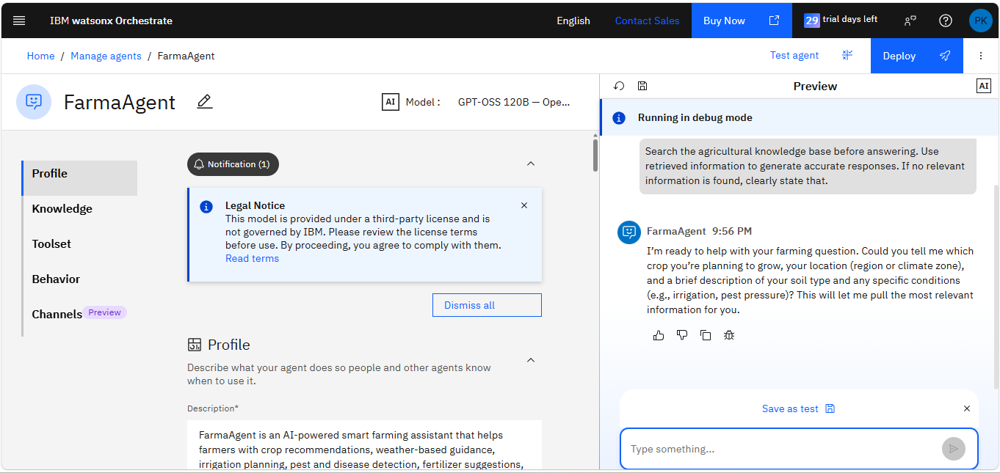 IBM watsonx Orchestrate
English
Contact Sales
Buy Now
29 trial days left
PK
Home / Manage agents / FarmaAgent
Test agent
Deploy
FarmaAgent
AI Model : GPT-OSS 120B — Ope...
Profile
Knowledge
Toolset
Behavior
Channels Preview
Notification (1)
Legal Notice
This model is provided under a third-party license and is
not governed by IBM. Please review the license terms
before use. By proceeding, you agree to comply with them.
Read terms
Dismiss all
Profile
Describe what your agent does so people and other agents know
when to use it.
Description*
FarmaAgent is an AI-powered smart farming assistant that helps
farmers with crop recommendations, weather-based guidance,
irrigation planning, pest and disease detection, fertilizer suggestions,
Preview
AI
Running in debug mode
Search the agricultural knowledge base before answering. Use
retrieved information to generate accurate responses. If no relevant
information is found, clearly state that.
FarmaAgent 9:56 PM
I’m ready to help with your farming question. Could you tell me which
crop you’re planning to grow, your location (region or climate zone),
and a brief description of your soil type and any specific conditions
(e.g., irrigation, pest pressure)? This will let me pull the most relevant
information for you.
Save as test
Type something...